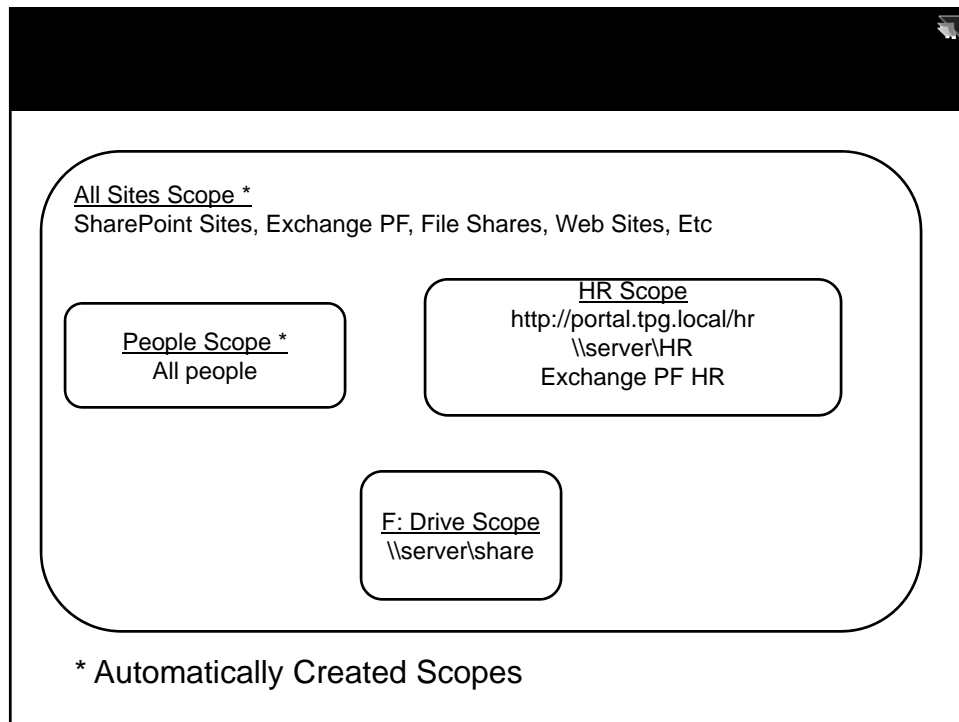 All Sites Scope *
SharePoint Sites, Exchange PF, File Shares, Web Sites, Etc
People Scope *
All people
HR Scope
http://portal.tpg.local/hr
\\server\HR
Exchange PF HR
F: Drive Scope
\\server\share
* Automatically Created Scopes